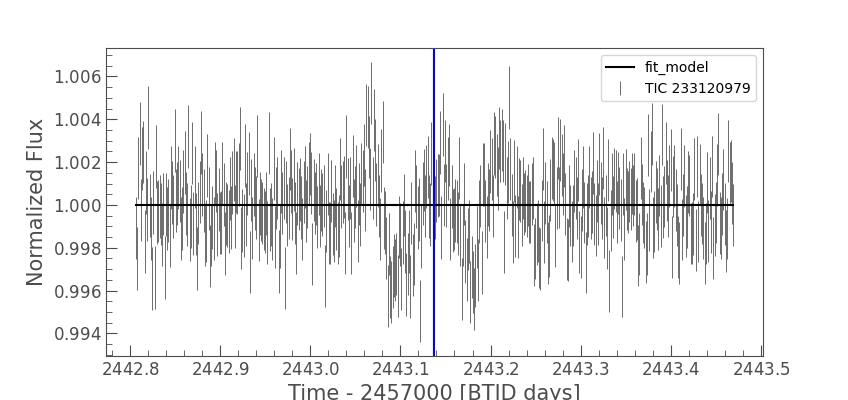 Normalized Flux
1.006
1.004
1.002
1.000
0.998
0.996
0.994
fit_model
TIC 233120979
2442.8 2442.9 2443.0 2443.1 2443.2 2443.3 2443.4 2443.5
Time - 2457000 [BTJD days]